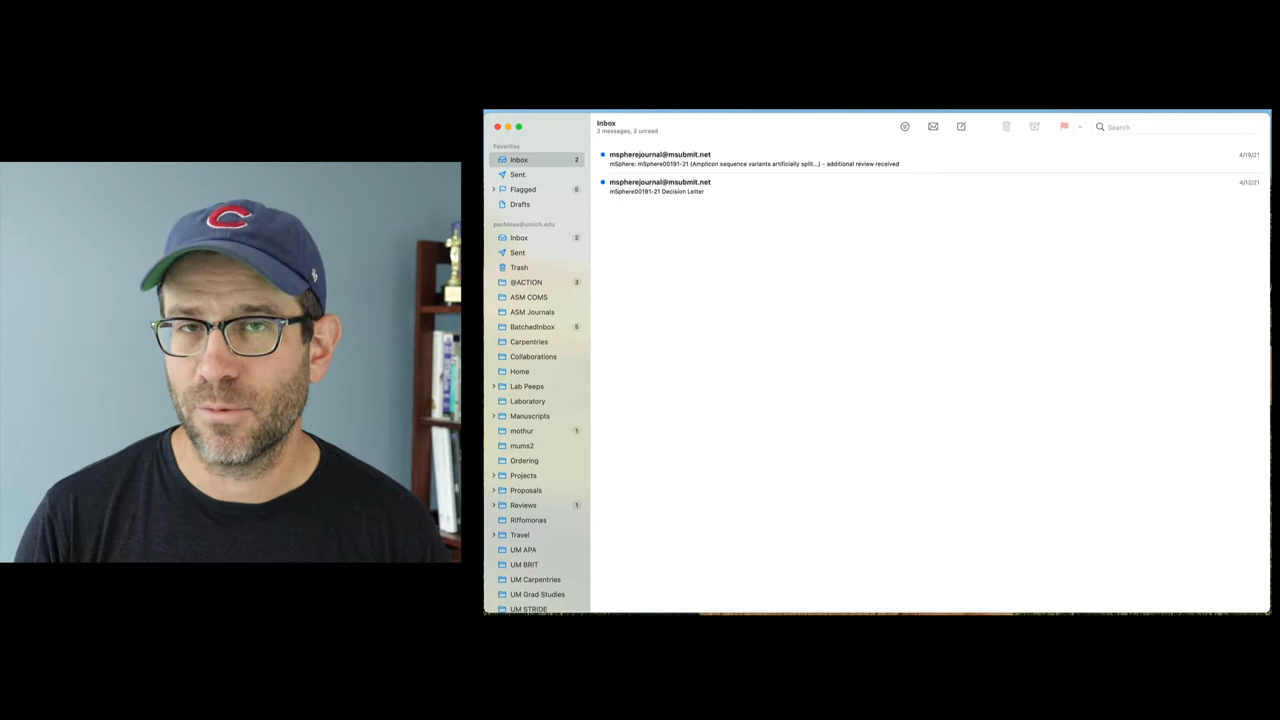 C
Favorites
Inbox 2
Sent
Flagged 5
Drafts
pschloss@umich.edu
Inbox 2
Sent
Trash
@ACTION 3
ASM COMS
ASM Journals
BatchedInbox 5
Carpentries
Collaborations
Home
Lab Peeps
Laboratory
Manuscripts
mothur 1
mums2
Ordering
Projects
Proposals
Reviews 1
Riffomonas
Travel
UM APA
UM BRIT
UM Carpentries
UM Grad Studies
UM STRIDE
Inbox
2 messages, 2 unread
Search
mspherejournal@msubmit.net 4/19/21
mSphere: mSphere00191-21 (Amplicon sequence variants artificially split...) - additional review received
mspherejournal@msubmit.net 4/12/21
mSphere00191-21 Decision Letter